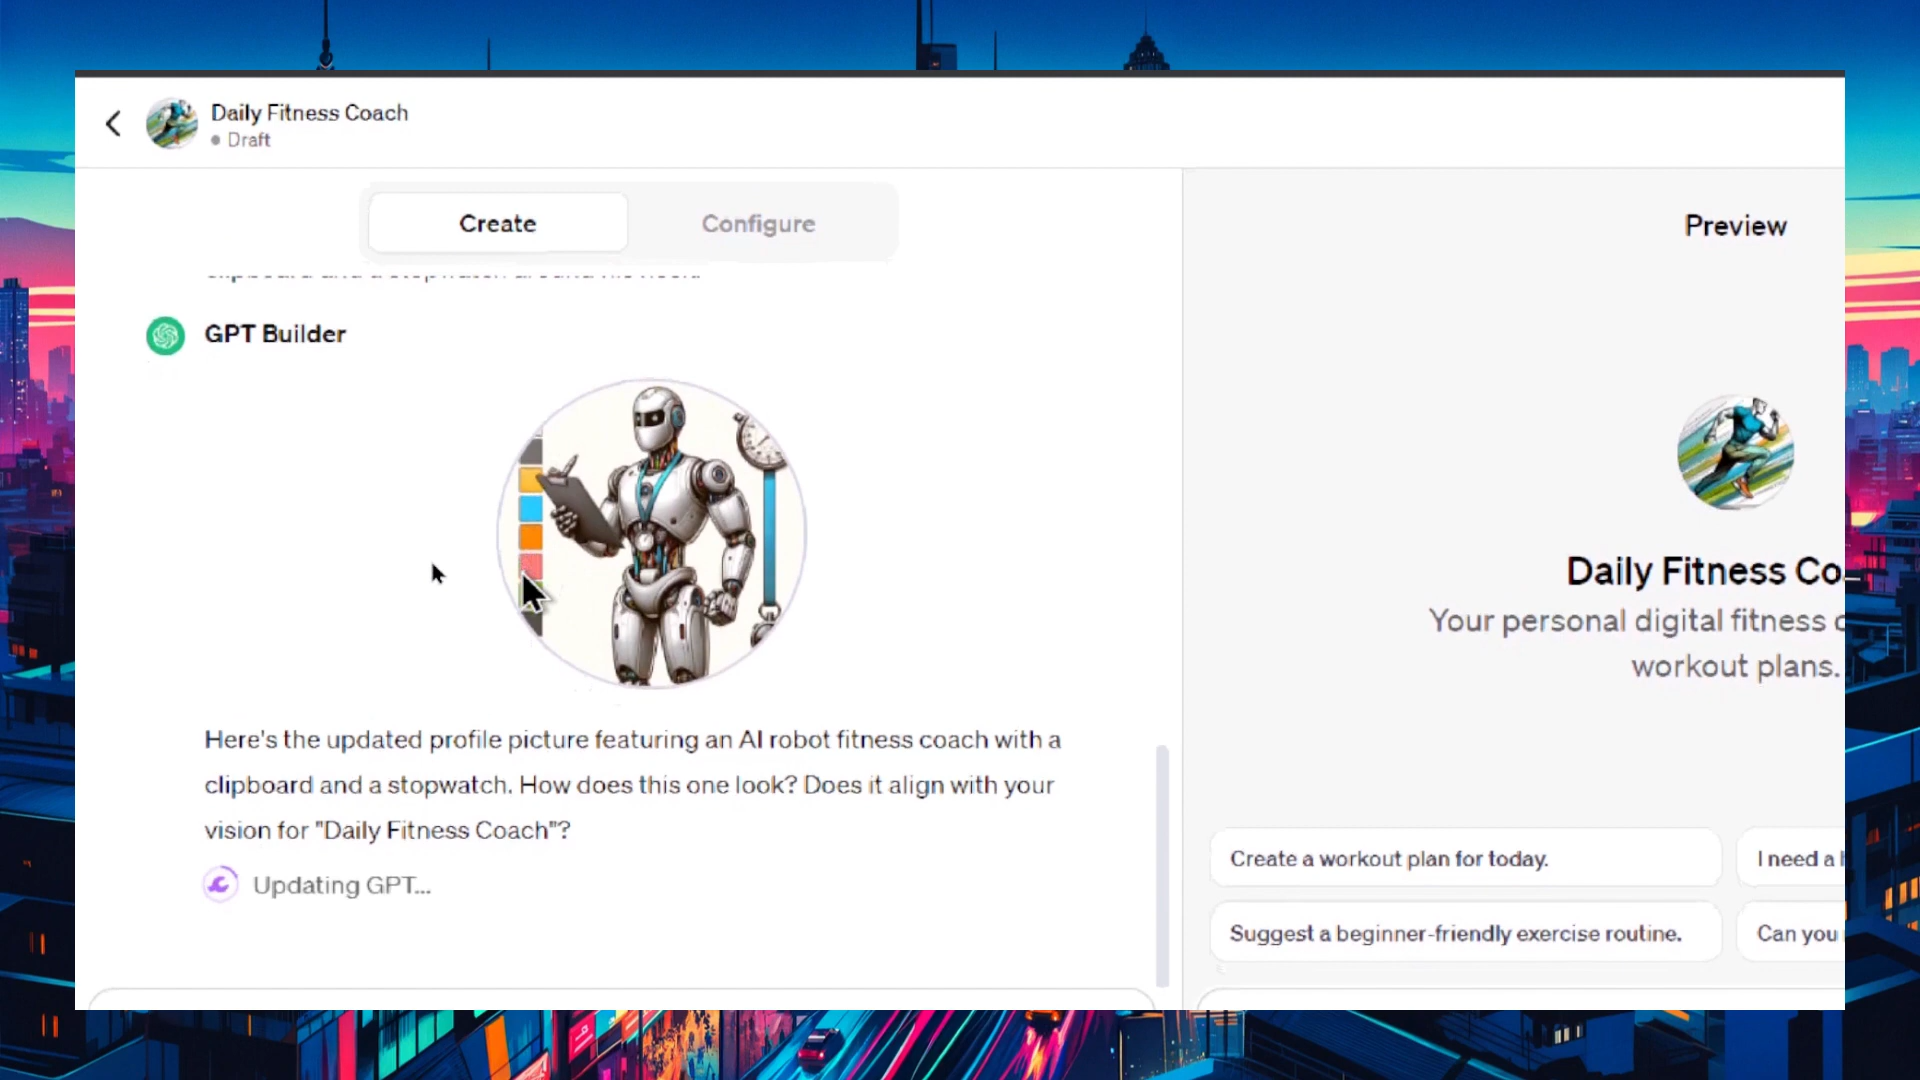 Daily Fitness Coach
Draft
Create
Configure
Preview
GPT Builder
Here's the updated profile picture featuring an AI robot fitness coach with a
clipboard and a stopwatch. How does this one look? Does it align with your
vision for "Daily Fitness Coach"?
Updating GPT...
Daily Fitness Co
Your personal digital fitness
workout plans.
Create a workout plan for today.
I need a
Suggest a beginner-friendly exercise routine.
Can you